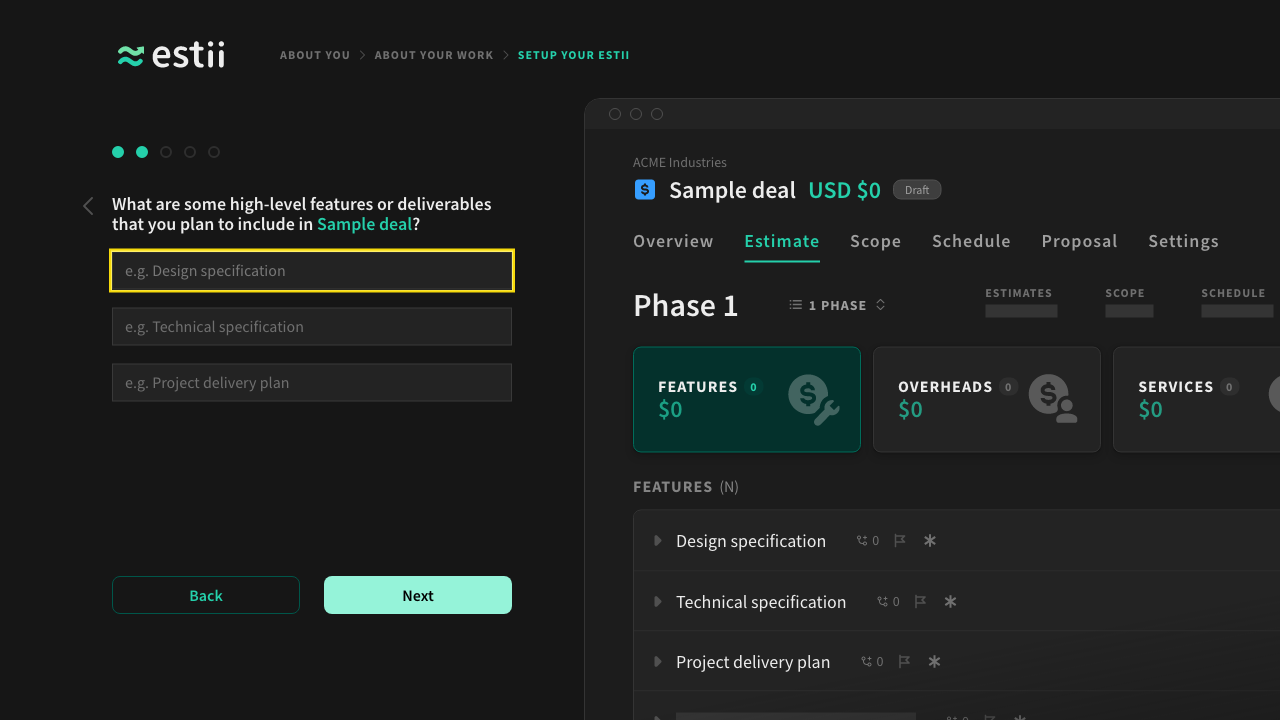 estii
ABOUT YOU
ABOUT YOUR WORK
SETUP YOUR ESTII
What are some high-level features or deliverables
that you plan to include in Sample deal?
e.g. Design specification
e.g. Technical specification
e.g. Project delivery plan
Back
Next
ACME Industries
Sample deal USD $0 Draft
Overview Estimate Scope Schedule Proposal Settings
Phase 1
1 PHASE
ESTIMATES SCOPE SCHEDULE
FEATURES 0
$0
OVERHEADS 0
$0
SERVICES 0
$0
FEATURES (N)
Design specification 0
Technical specification 0
Project delivery plan 0
0